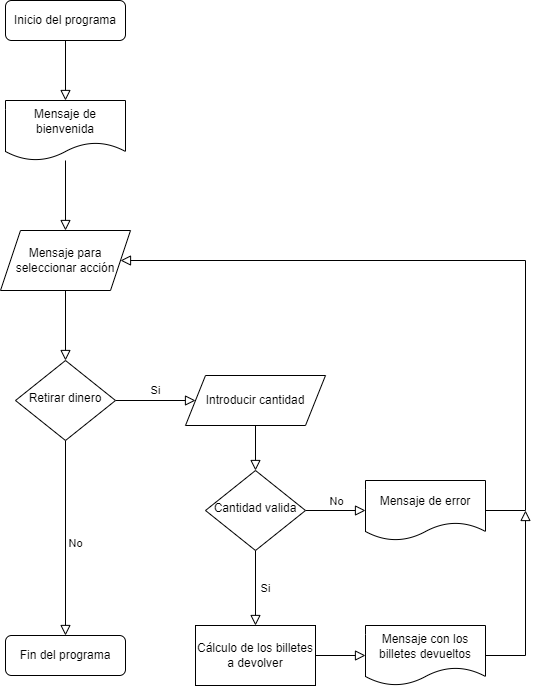 Inicio del programa
Mensaje de
bienvenida
Mensaje para
seleccionar acción
Retirar dinero
Si
Introducir cantidad
Cantidad valida
No
Mensaje de error
No
Si
Cálculo de los billetes
a devolver
Mensaje con los
billetes devueltos
Fin del programa